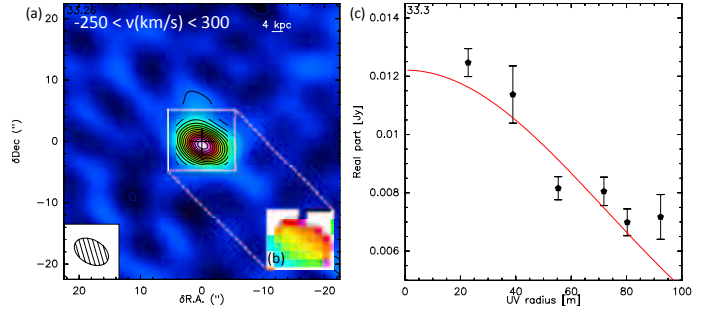 (a)
33.26
-250 < v(km/s) < 300
4 kpc
20
10
0
−10
−20
δDec ('')
20
10
0
−10
−20
δR.A. ('')
(b)
(c)
33.3
0.012
0.01
0.008
0.006
Real part [Jy]
0
20
40
60
80
100
UV radius [m]